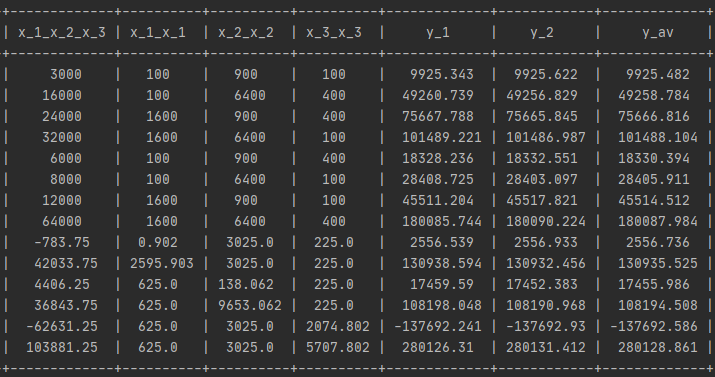 +------------+----------+----------+----------+-------------+-------------+-------------+
| x_1_x_2_x_3 | x_1_x_1 | x_2_x_2 | x_3_x_3 | y_1 | y_2 | y_av |
+------------+----------+----------+----------+-------------+-------------+-------------+
| 3000 | 100 | 900 | 100 | 9925.343 | 9925.622 | 9925.482 |
| 16000 | 100 | 6400 | 400 | 49260.739 | 49256.829 | 49258.784 |
| 24000 | 1600 | 900 | 400 | 75667.788 | 75665.845 | 75666.816 |
| 32000 | 1600 | 6400 | 100 | 101489.221 | 101486.987 | 101488.104 |
| 6000 | 100 | 900 | 400 | 18328.236 | 18332.551 | 18330.394 |
| 8000 | 100 | 6400 | 100 | 28408.725 | 28403.097 | 28405.911 |
| 12000 | 1600 | 900 | 100 | 45511.204 | 45517.821 | 45514.512 |
| 64000 | 1600 | 6400 | 400 | 180085.744 | 180090.224 | 180087.984 |
| -783.75 | 0.902 | 3025.0 | 225.0 | 2556.539 | 2556.933 | 2556.736 |
| 42033.75 | 2595.903 | 3025.0 | 225.0 | 130938.594 | 130932.456 | 130935.525 |
| 4406.25 | 625.0 | 138.062 | 225.0 | 17459.59 | 17452.383 | 17455.986 |
| 36843.75 | 625.0 | 9653.062 | 225.0 | 108198.048 | 108190.968 | 108194.508 |
| -62631.25 | 625.0 | 3025.0 | 2074.802 | -137692.241 | -137692.93 | -137692.586 |
| 103881.25 | 625.0 | 3025.0 | 5707.802 | 280126.31 | 280131.412 | 280128.861 |
+------------+----------+----------+----------+-------------+-------------+-------------+